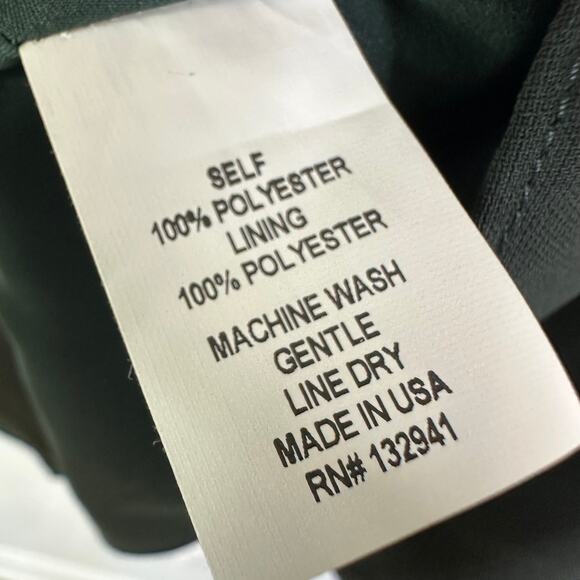 SELF
100% POLYESTER
LINING
100% POLYESTER
MACHINE WASH
GENTLE
LINE DRY
MADE IN USA
RN# 132941